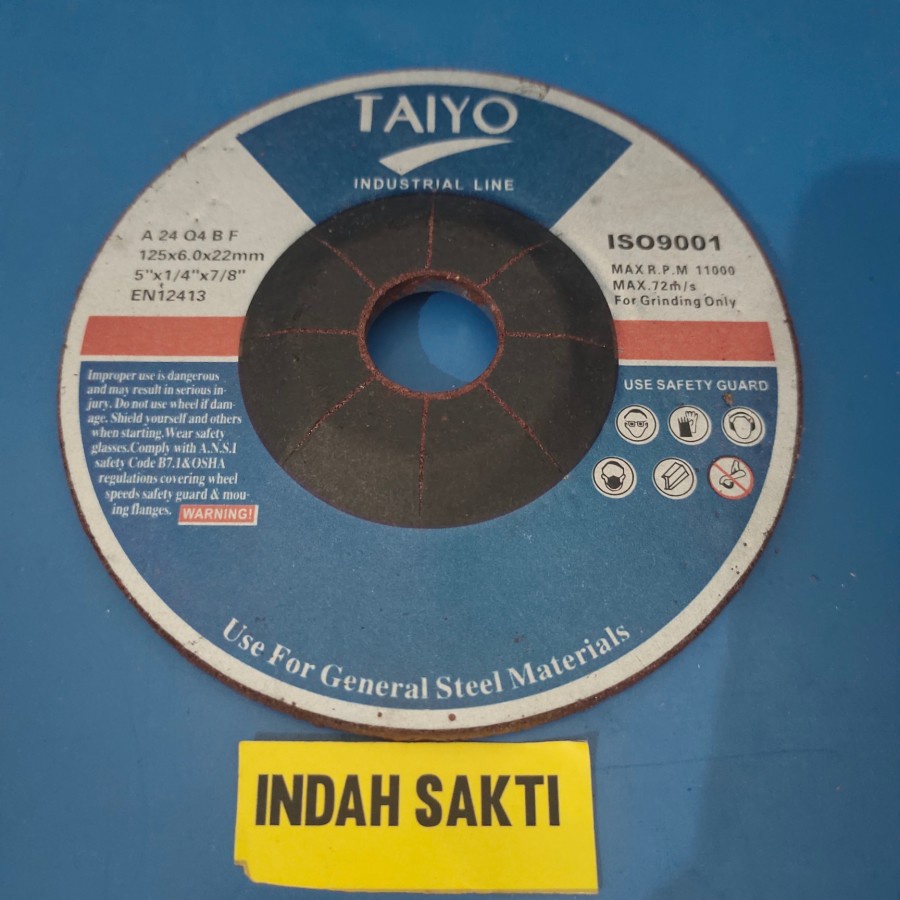 TAIYO
INDUSTRIAL LINE
A 24 Q4 B F
125x6.0x22mm
5"x1/4"x7/8"
EN12413
ISO9001
MAX R.P.M 11000
MAX.72m/s
For Grinding Only
Improper use is dangerous
and may result in serious in-
jury. Do not use wheel if dam-
age. Shield yourself and others
when starting.Wear safety
glasses.Comply with A.N.S.I
safety Code B7.1&OSHA
regulations covering wheel
speeds safety guard & mou-
ing flanges. WARNING!
USE SAFETY GUARD
Use For General Steel Materials
INDAH SAKTI